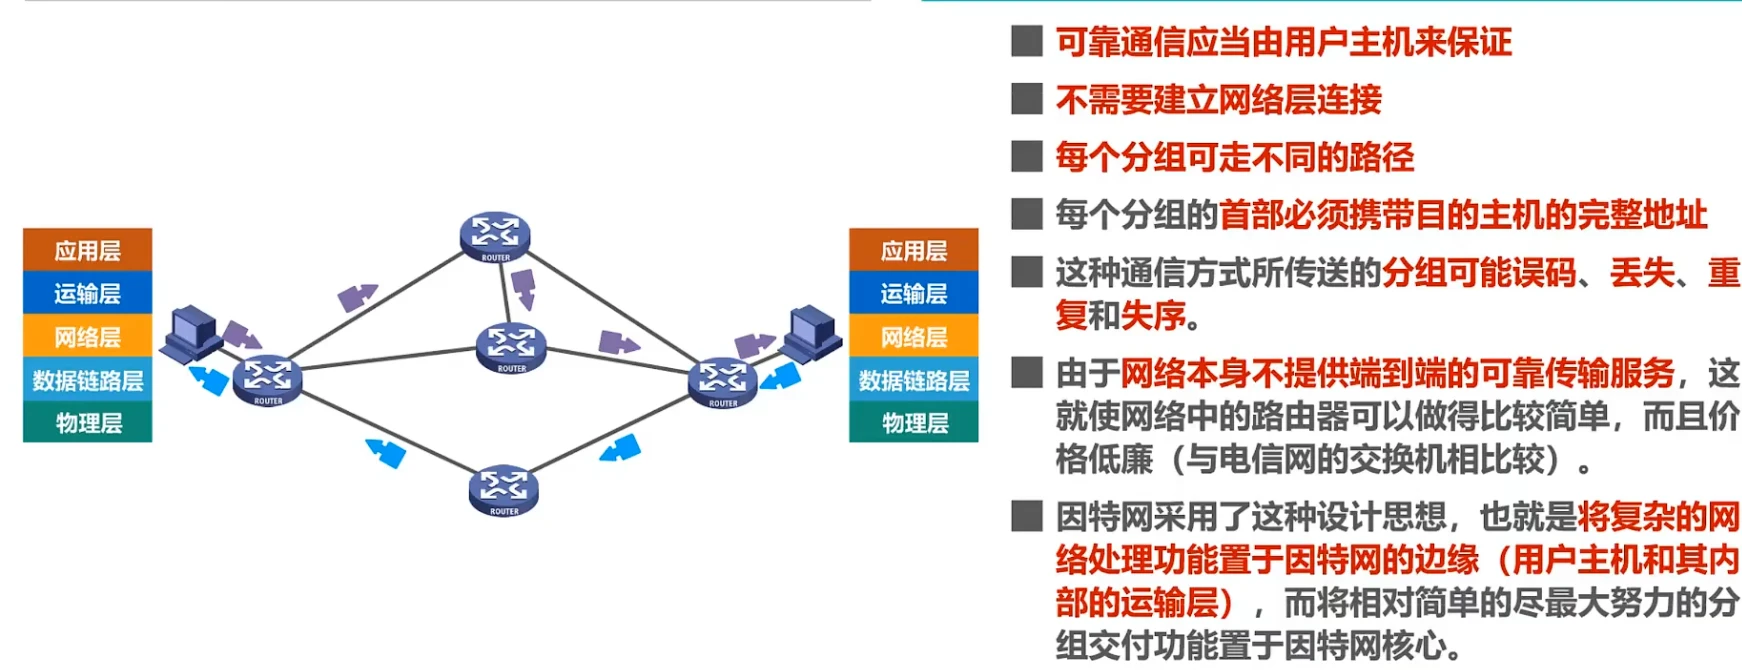 应用层
运输层
网络层
数据链路层
物理层
ROUTER
ROUTER
ROUTER
ROUTER
ROUTER
应用层
运输层
网络层
数据链路层
物理层
可靠通信应当由用户主机来保证
不需要建立网络层连接
每个分组可走不同的路径
每个分组的首部必须携带目的主机的完整地址
这种通信方式所传送的分组可能误码、丢失、重
复和失序。
由于网络本身不提供端到端的可靠传输服务，这
就使网络中的路由器可以做得比较简单，而且价
格低廉（与电信网的交换机相比较）。
因特网采用了这种设计思想，也就是将复杂的网
络处理功能置于因特网的边缘（用户主机和其内
部的运输层），而将相对简单的尽最大努力的分
组交付功能置于因特网核心。